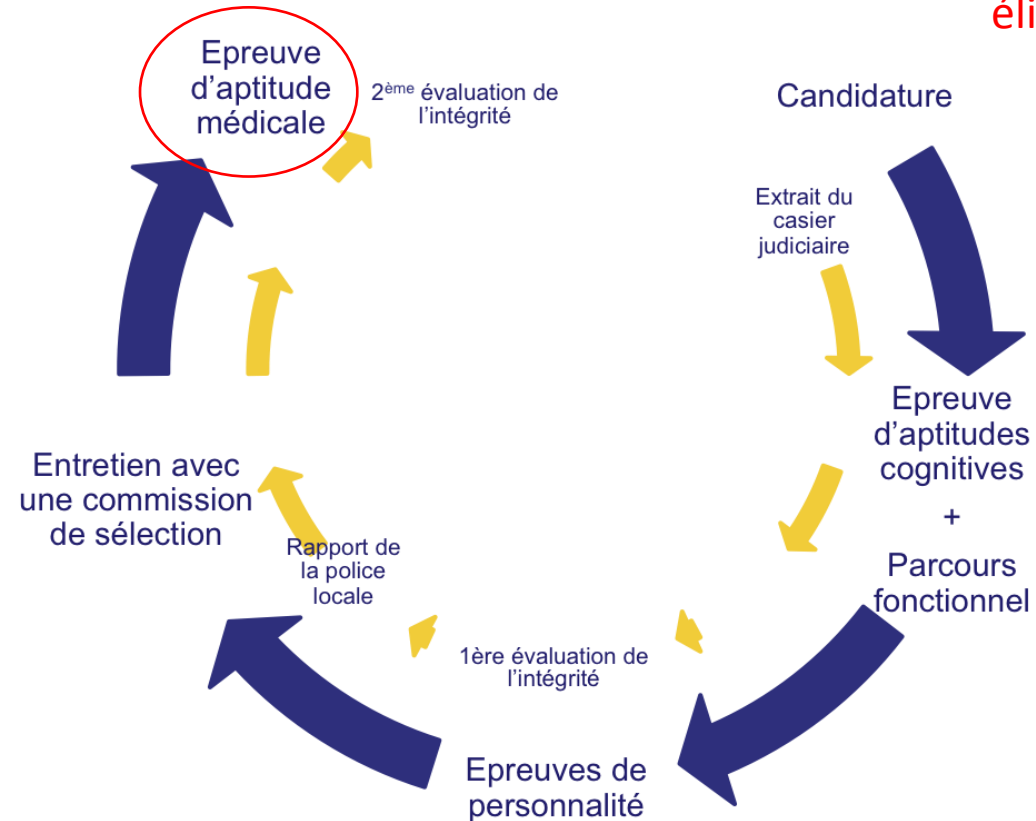 éli
Epreuve
d’aptitude
médicale
2ème évaluation de
l’intégrité
Candidature
Extrait du
casier
judiciaire
Epreuve
d’aptitudes
cognitives
+
Parcours
fonctionnel
Entretien avec
une commission
de sélection
Rapport de
la police
locale
1ère évaluation de
l’intégrité
Epreuves de
personnalité